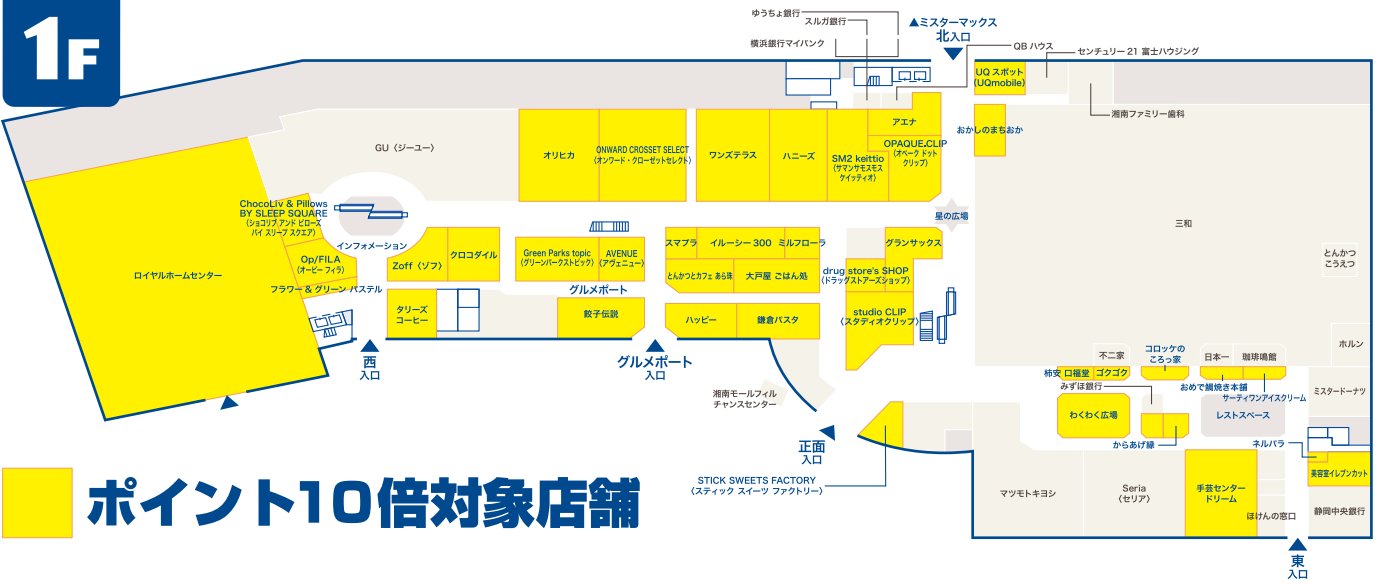 1F
ゆうちょ銀行
スルガ銀行
横浜銀行マイバンク
▲ミスターマックス
北入口
QB ハウス
センチュリー 21 富士ハウジング
UQ スポット
(UQmobile)
湘南ファミリー歯科
おかしのまちおか
GU〈ジーユー〉
オリヒカ
ONWARD CROSSET SELECT
〈オンワード・クローゼットセレクト〉
ワンズテラス
ハニーズ
SM2 keittio
〈サマンサモスモス
ケイッティオ〉
アエナ
OPAQUE.CLIP
〈オペーク ドット
クリップ〉
星の広場
三和
とんかつ
こうえつ
ホルン
ChocoLiv & Pillows
BY SLEEP SQUARE
〈ショコリブ アンド ピローズ
バイ スリープ スクエア〉
インフォメーション
Op/FILA
〈オーピー フィラ〉
フラワー & グリーン パステル
ロイヤルホームセンター
Zoff〈ゾフ〉
クロコダイル
Green Parks topic
〈グリーンパークストピック〉
AVENUE
〈アヴェニュー〉
グルメポート
スマプラ
イルーシー 300
ミルフローラ
とんかつとカフェ あら珠
大戸屋 ごはん処
グランサックス
drug store's SHOP
〈ドラッグストアーズショップ〉
studio CLIP
〈スタディオクリップ〉
タリーズ
コーヒー
餃子伝説
ハッピー
鎌倉パスタ
西
入口
グルメポート
入口
湘南モールフィル
チャンスセンター
正面
入口
STICK SWEETS FACTORY
〈スティック スイーツ ファクトリー〉
不二家
コロッケの
ころっ家
日本一
珈琲鳴館
柿安 口福堂
ゴクゴク
みずほ銀行
おめで鯛焼き本舗
サーティワンアイスクリーム
ミスタードーナツ
わくわく広場
レストスペース
からあげ縁
ネルパラ
美容室イレブンカット
マツモトキヨシ
Seria
〈セリア〉
手芸センター
ドリーム
ほけんの窓口
静岡中央銀行
東
入口
ポイント10倍対象店舗